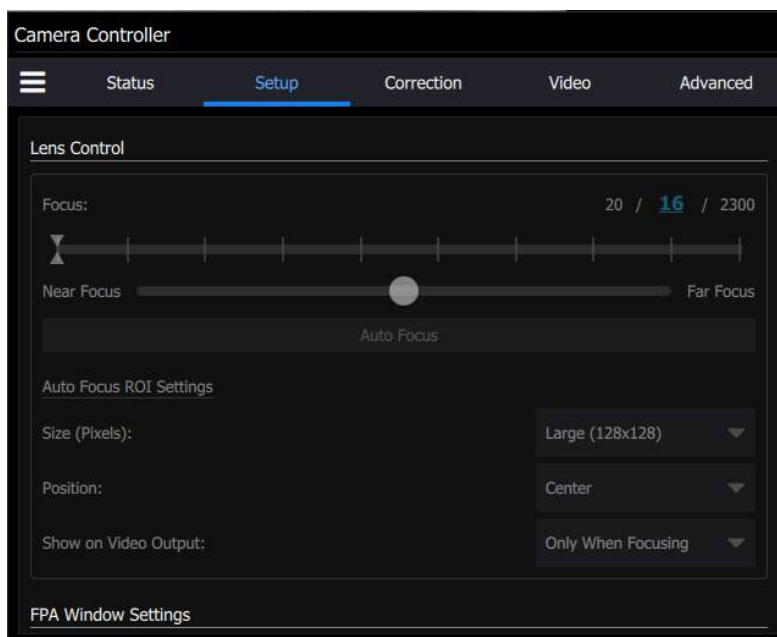 Camera Controller
Status Setup Correction Video Advanced
Lens Control
Focus: 20 / 16 / 2300
Near Focus Far Focus
Auto Focus
Auto Focus ROI Settings
Size (Pixels): Large (128x128)
Position: Center
Show on Video Output: Only When Focusing
FPA Window Settings